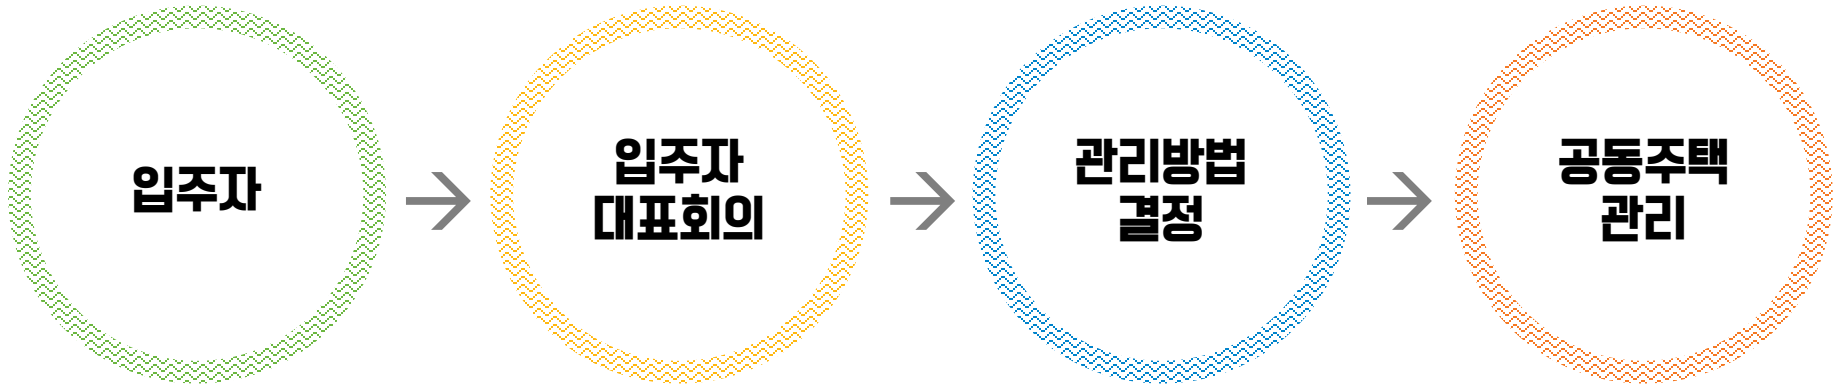 입주자
입주자
대표회의
관리방법
결정
공동주택
관리